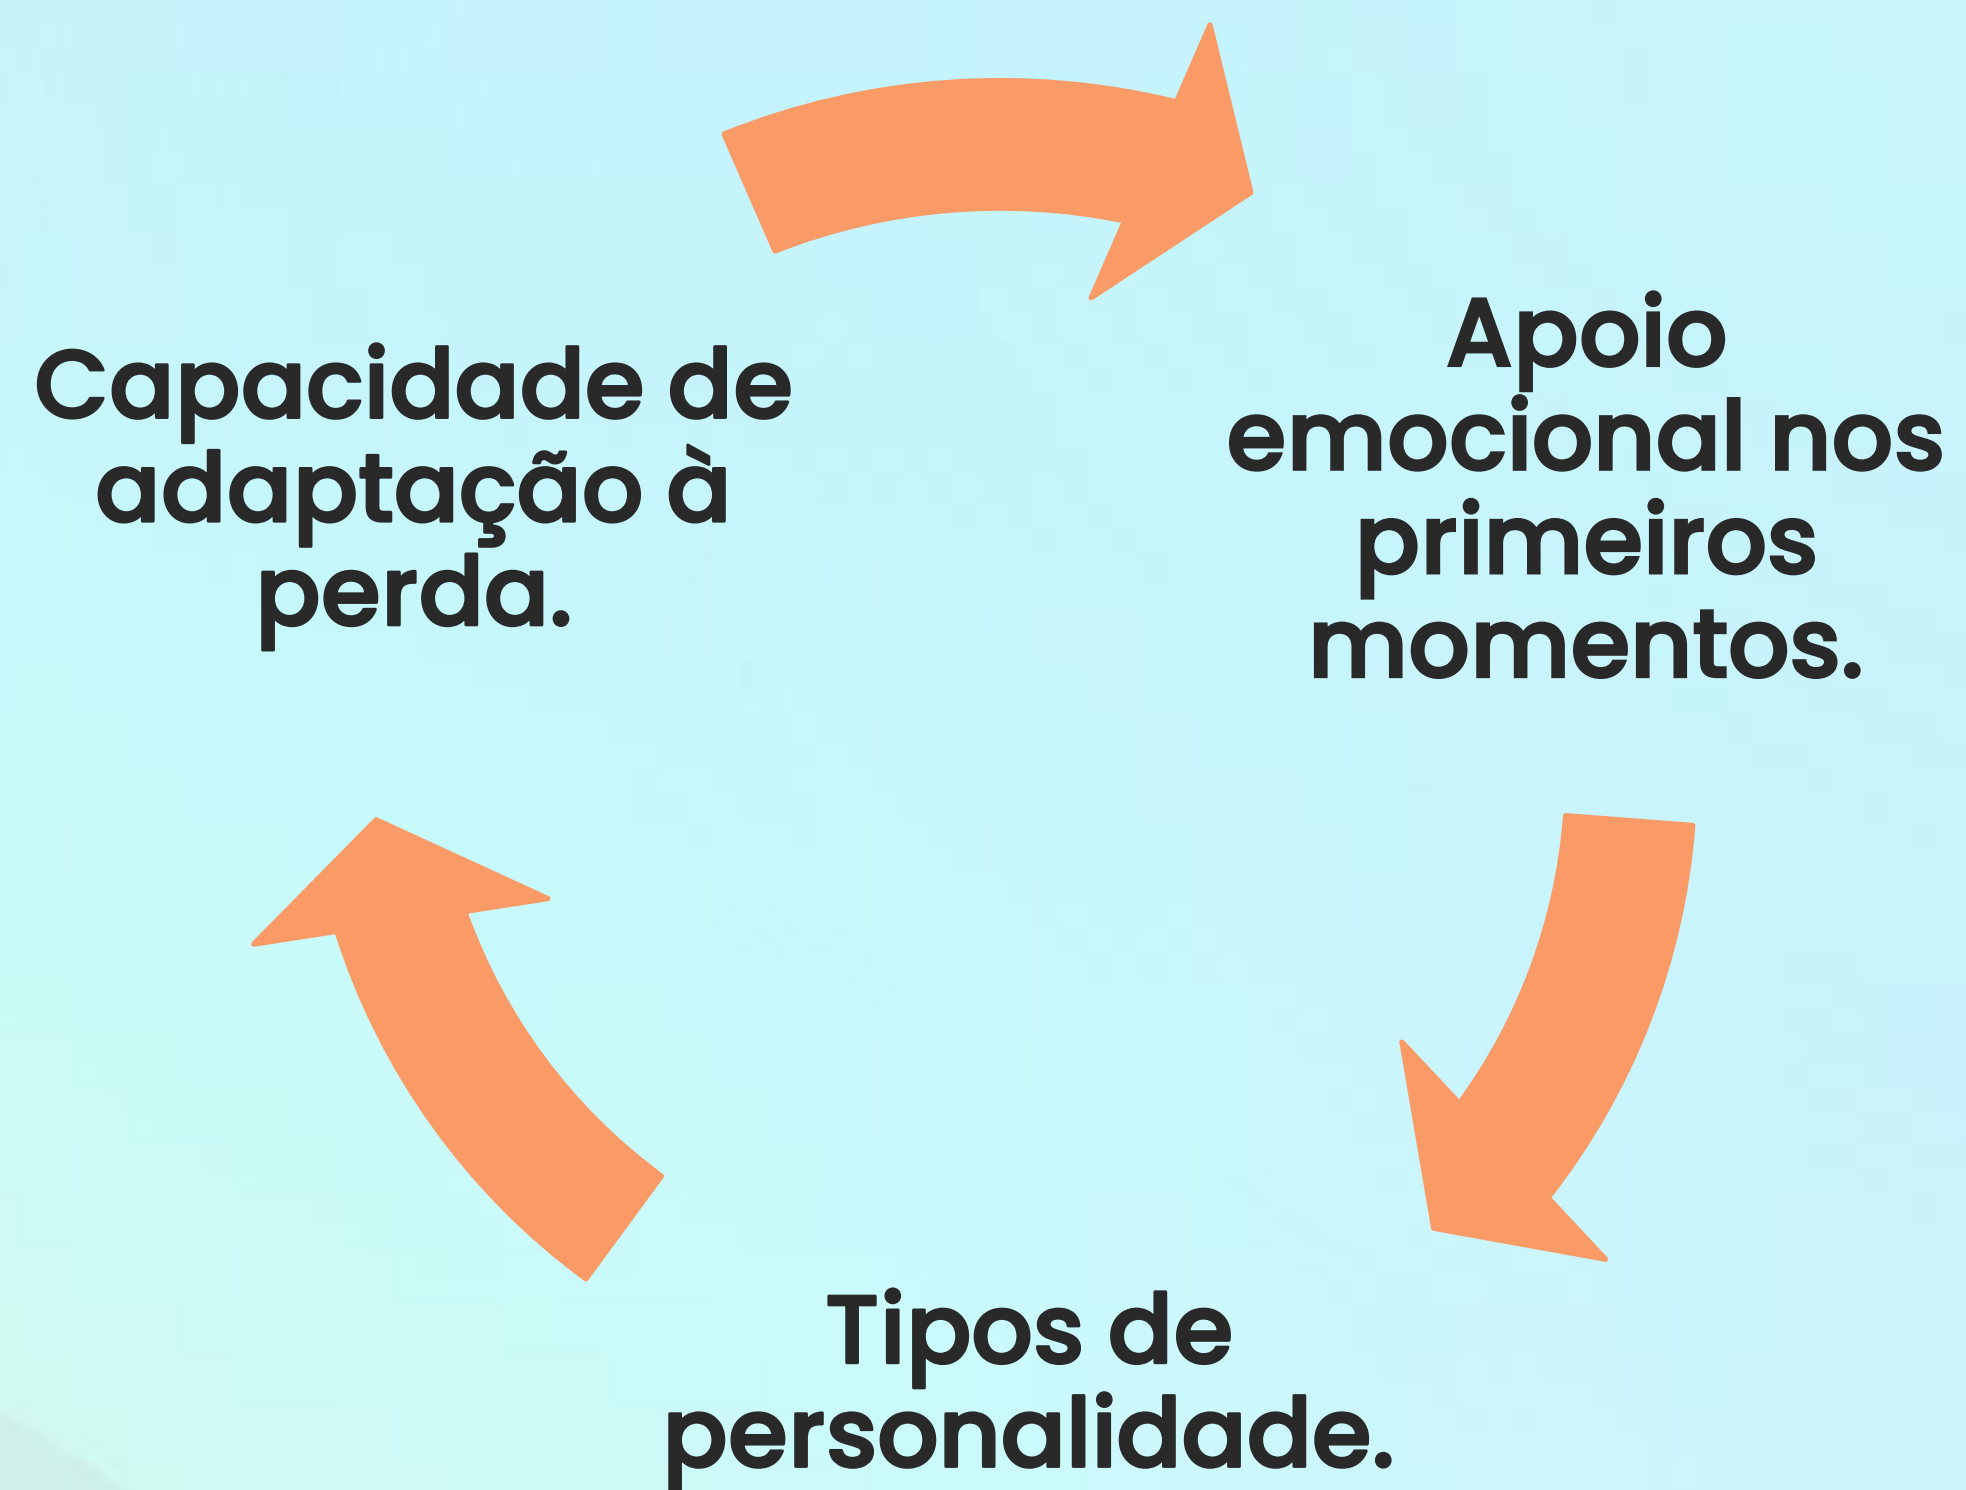 Capacidade de
adaptação à
perda.
Apoio
emocional nos
primeiros
momentos.
Tipos de
personalidade.